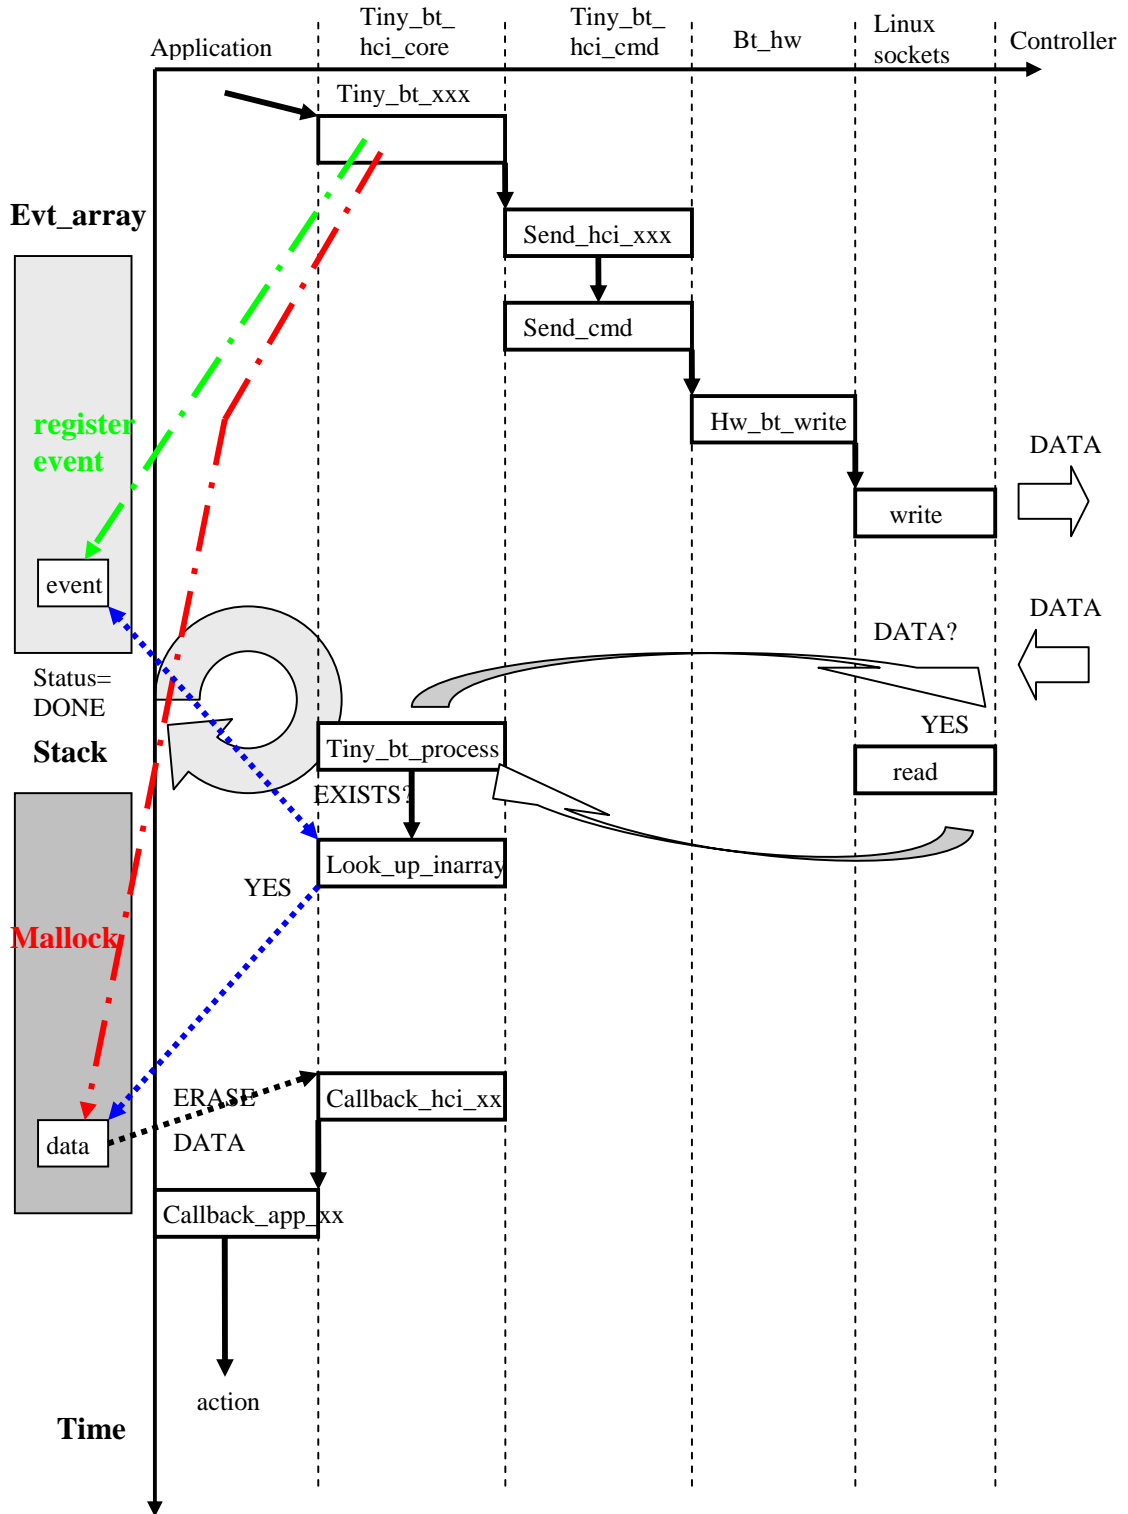 Application
Tiny_bt_
hci_core
Tiny_bt_
hci_cmd
Bt_hw
Linux
sockets
Controller
Tiny_bt_xxx
Evt_array
Send_hci_xxx
Send_cmd
register
event
Hw_bt_write
DATA
write
event
DATA
DATA?
Status=
DONE
YES
Stack
Tiny_bt_process
read
EXISTS?
Look_up_inarray
YES
Mallock
ERASE
Callback_hci_xx
data
DATA
Callback_app_xx
action
Time